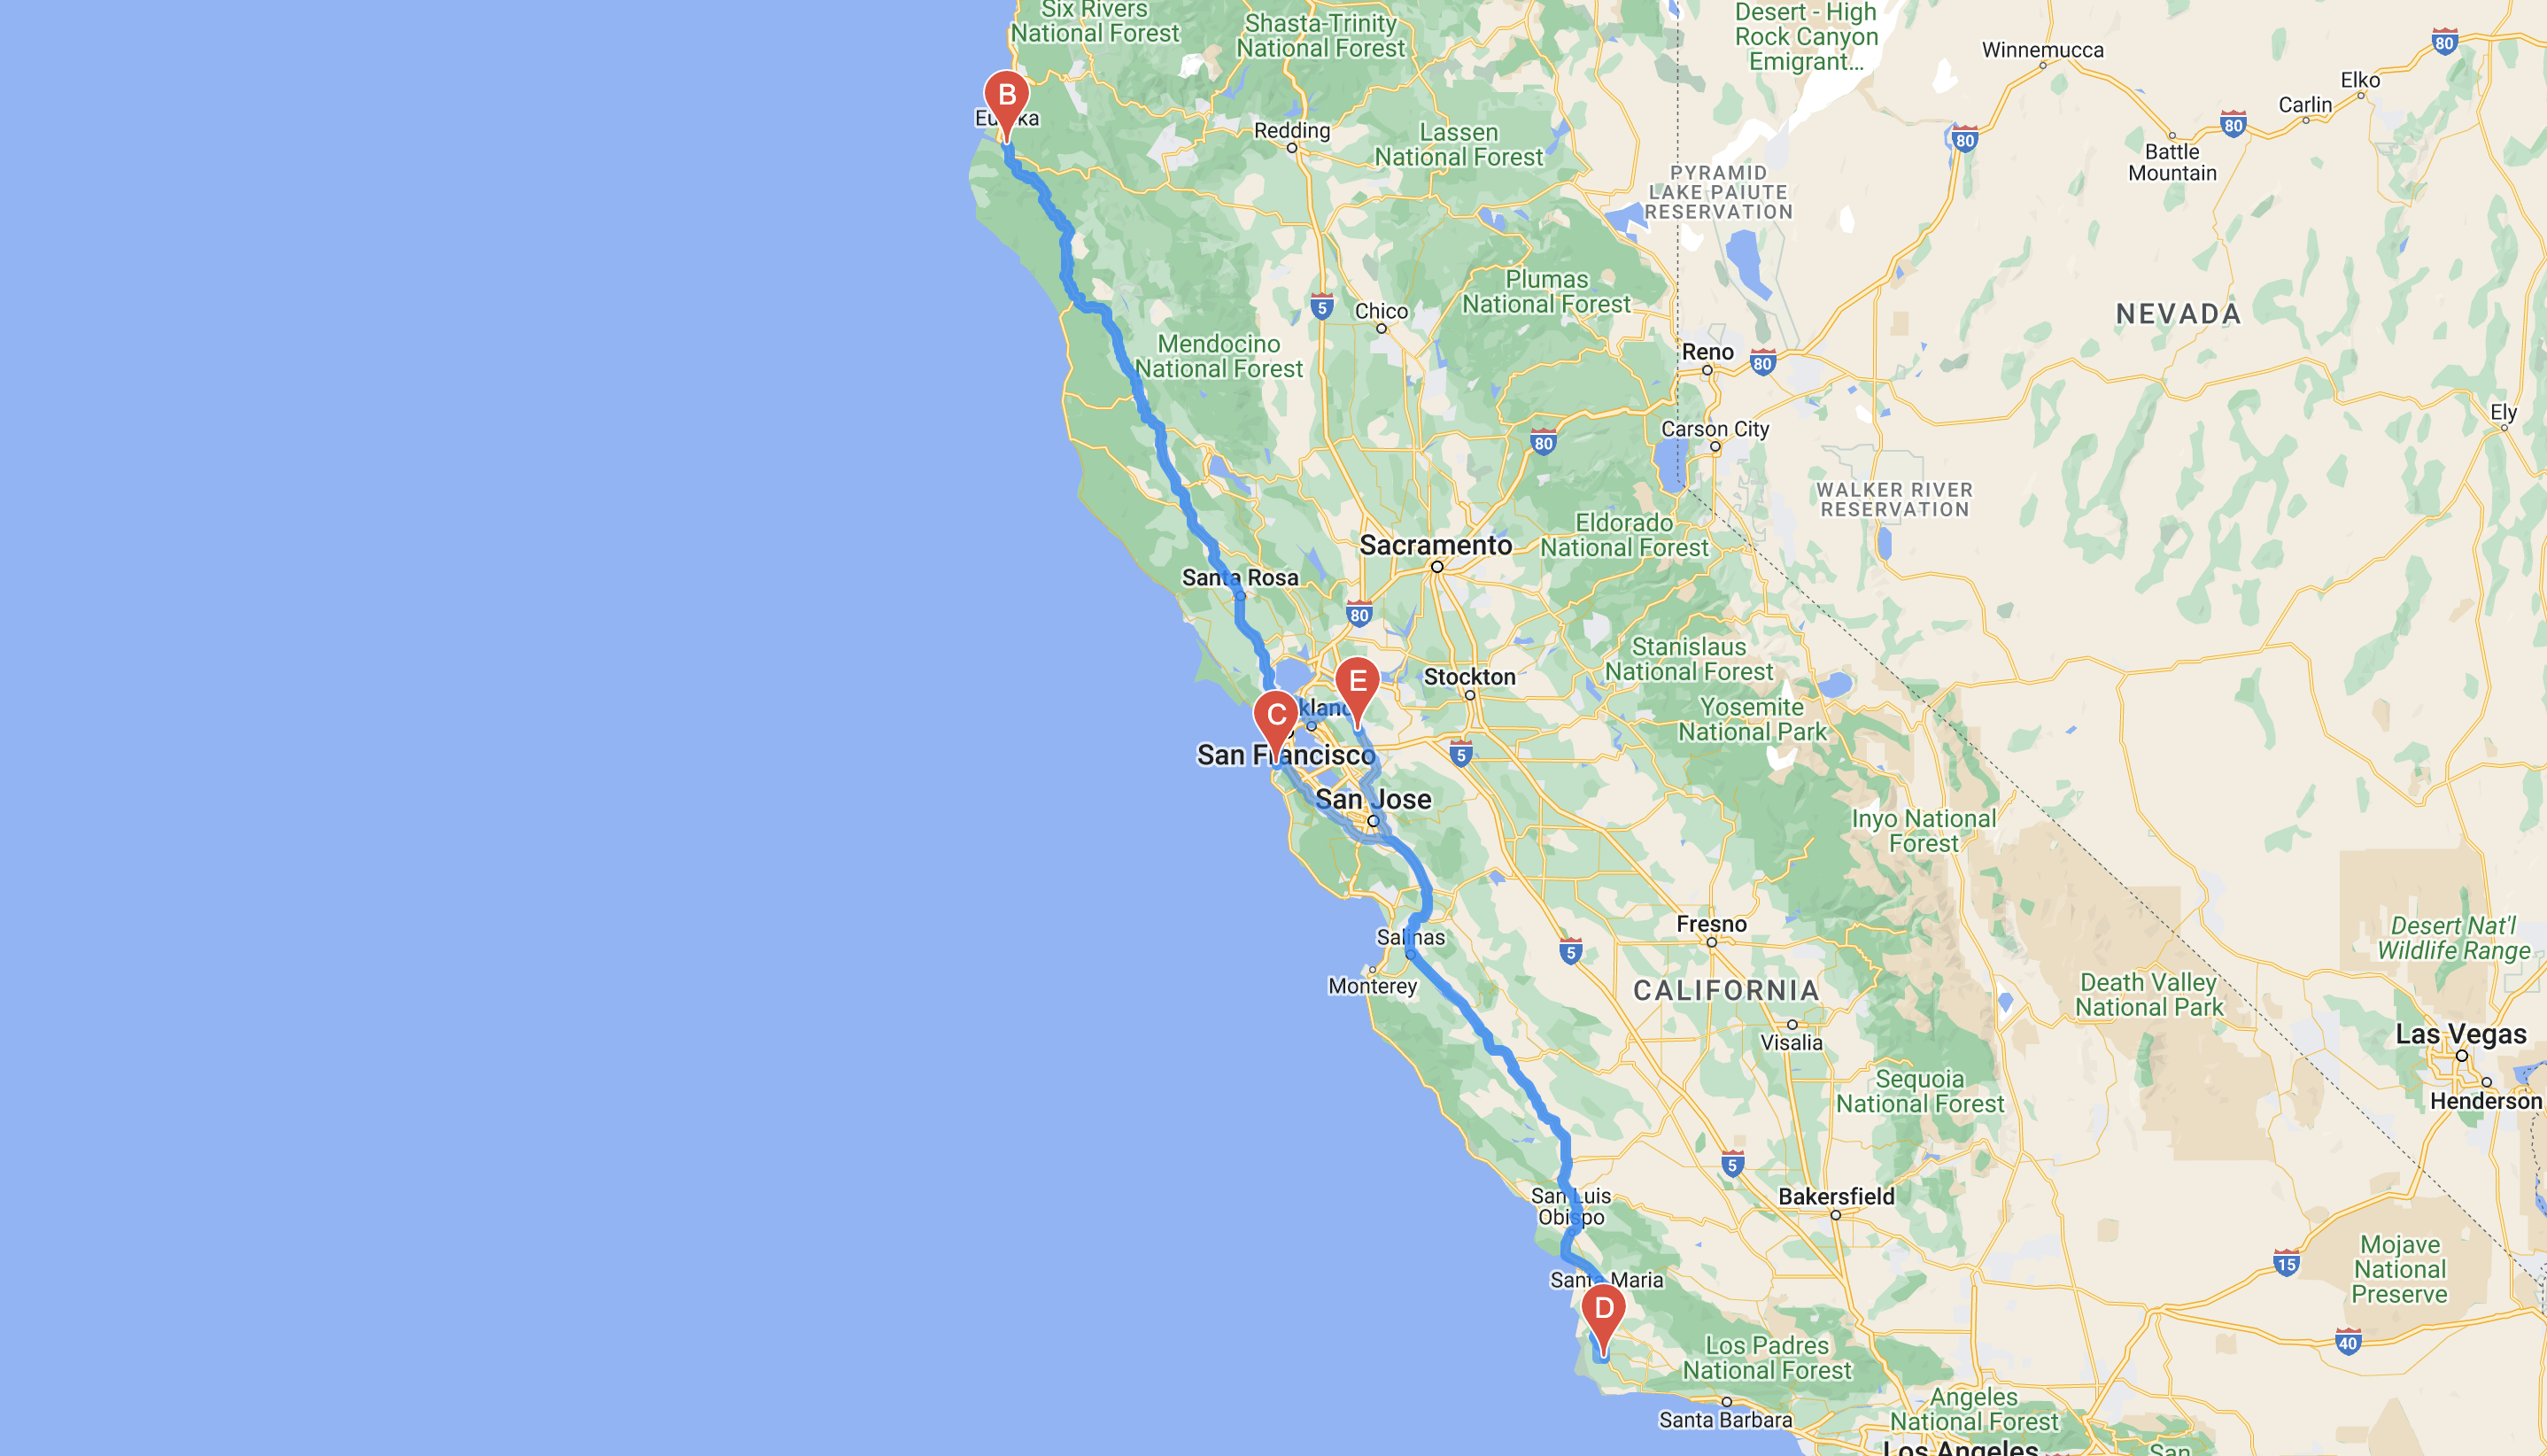 Six Rivers
National Forest
Shasta-Trinity
National Forest
Desert - High
Rock Canyon
Emigrant...
Winnemucca
80
Elko
Carlin
80
80
Battle
Mountain
B
Redding
Lassen
National Forest
PYRAMID
LAKE PAIUTE
RESERVATION
Plumas
National Forest
5
Chico
NEVADA
Mendocino
National Forest
Reno
80
Carson City
80
Ely
WALKER RIVER
RESERVATION
Eldorado
National Forest
Sacramento
Santa Rosa
80
Stanislaus
National Forest
Stockton
E
C
San Francisco
Yosemite
National Park
5
San Jose
Inyo National
Forest
Salinas
Monterey
5
Fresno
CALIFORNIA
Desert Nat'l
Wildlife Range
Death Valley
National Park
Visalia
Las Vegas
Henderson
Sequoia
National Forest
5
San Luis
Obispo
Bakersfield
15
Mojave
National
Preserve
Santa Maria
D
40
Los Padres
National Forest
Santa Barbara
Angeles
National Forest
Los Angeles
San